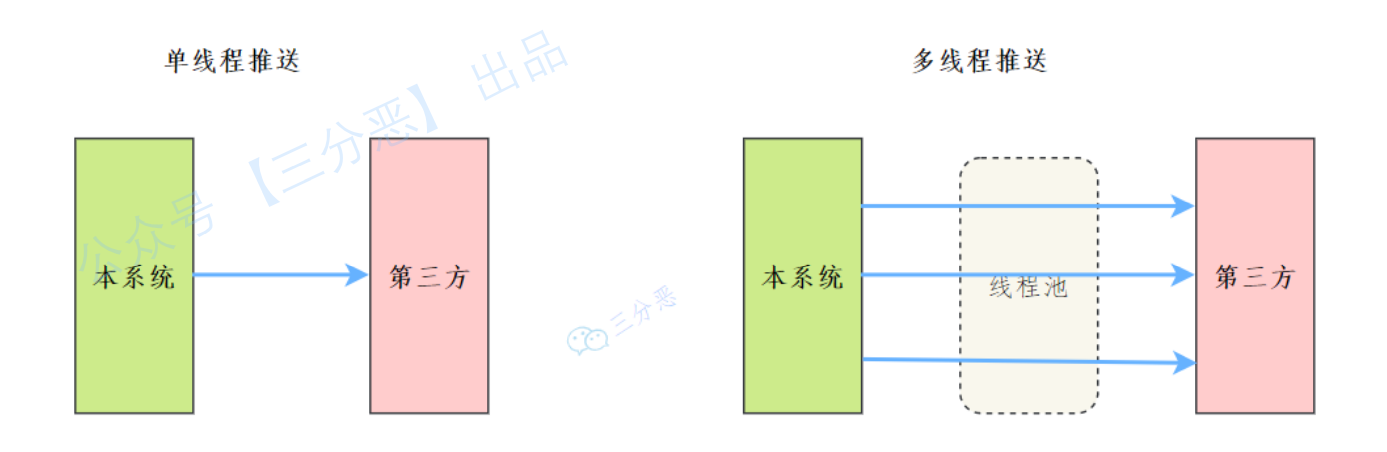 单线程推送
多线程推送
公众号【三分恶】出品
本系统
第三方
本系统
线程池
第三方
三分恶